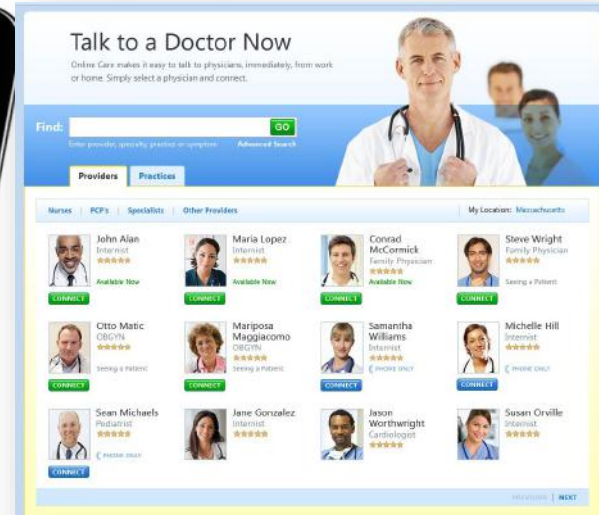 Talk to a Doctor Now
Online Care makes it easy to talk to physicians, immediately, from work
or home. Simply select a physician and connect.
Find:
GO
Enter provider, specialty, practice or symptom
Advanced Search
Providers
Practices
Nurses | PCP's | Specialists | Other Providers
My Location: Massachusetts
John Alan
Internist
Available Now
CONNECT
Maria Lopez
Internist
Available Now
CONNECT
Conrad
McCormick
Family Physician
Available Now
CONNECT
Steve Wright
Family Physician
Seeing a Patient
CONNECT
Otto Matic
OBGYN
Seeing a Patient
CONNECT
Mariposa
Maggiacomo
OBGYN
Seeing a Patient
CONNECT
Samantha
Williams
Internist
PHONE ONLY
CONNECT
Michelle Hill
Internist
PHONE ONLY
CONNECT
Sean Michaels
Pediatrist
PHONE ONLY
CONNECT
Jane Gonzalez
Internist
Jason
Worthwright
Cardiologist
Susan Orville
Internist
PREVIOUS | NEXT